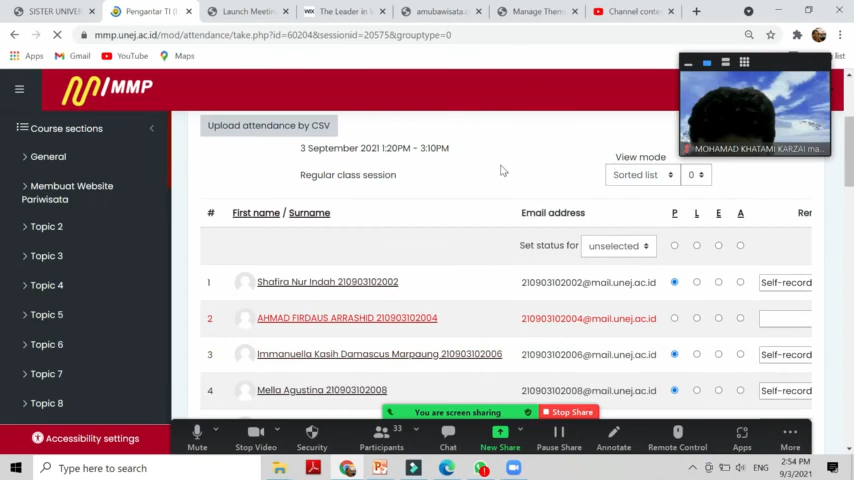 SISTER UNIVER
Pengantar TI (
Launch Meetin
The Leader in
amubawisata.c
Manage Them
Channel conte
mmp.unej.ac.id/mod/attendance/take.php?id=60204&sessionid=20575&grouptype=0
Apps
Gmail
YouTube
Maps
ng list
MMP
MOHAMAD KHATAMI KARZAI ma...
Course sections
General
Membuat Website
Pariwisata
Topic 2
Topic 3
Topic 4
Topic 5
Topic 6
Topic 7
Topic 8
Accessibility settings
Upload attendance by CSV
3 September 2021 1:20PM - 3:10PM
Regular class session
View mode
Sorted list 0
# First name / Surname Email address P L E A Rer
Set status for unselected
1 Shafira Nur Indah 210903102002 210903102002@mail.unej.ac.id Self-record
2 AHMAD FIRDAUS ARRASHID 210903102004 210903102004@mail.unej.ac.id
3 Immanuella Kasih Damascus Marpaung 210903102006 210903102006@mail.unej.ac.id Self-record
4 Mella Agustina 210903102008 210903102008@mail.unej.ac.id Self-record
You are screen sharing Stop Share
Mute
Stop Video
Security
Participants 33
Chat
New Share
Pause Share
Annotate
Remote Control
Apps
More
Type here to search
ENG
2:54 PM
9/3/2021